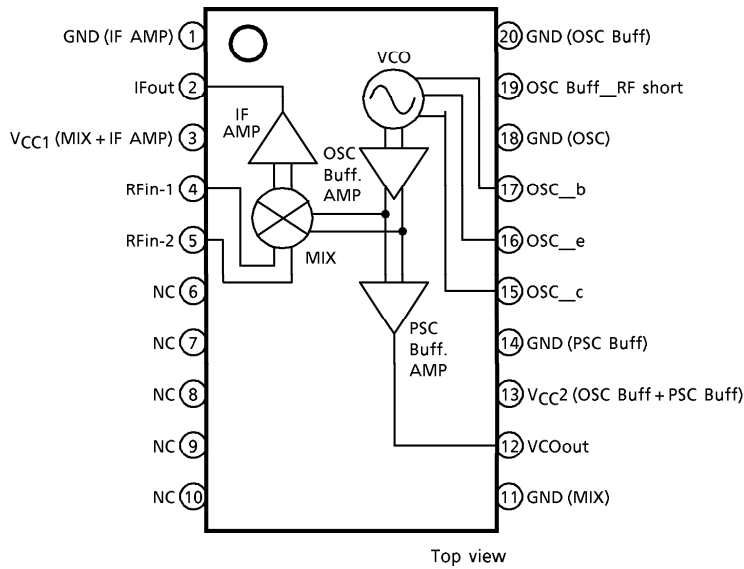 GND (IF AMP) 1
IFout 2
VCC1 (MIX + IF AMP) 3
RFin-1 4
RFin-2 5
NC 6
NC 7
NC 8
NC 9
NC 10
VCO
IF
AMP
OSC
Buff.
AMP
MIX
PSC
Buff.
AMP
20 GND (OSC Buff)
19 OSC Buff__RF short
18 GND (OSC)
17 OSC__b
16 OSC__e
15 OSC__c
14 GND (PSC Buff)
13 VCC2 (OSC Buff + PSC Buff)
12 VCOout
11 GND (MIX)
Top view